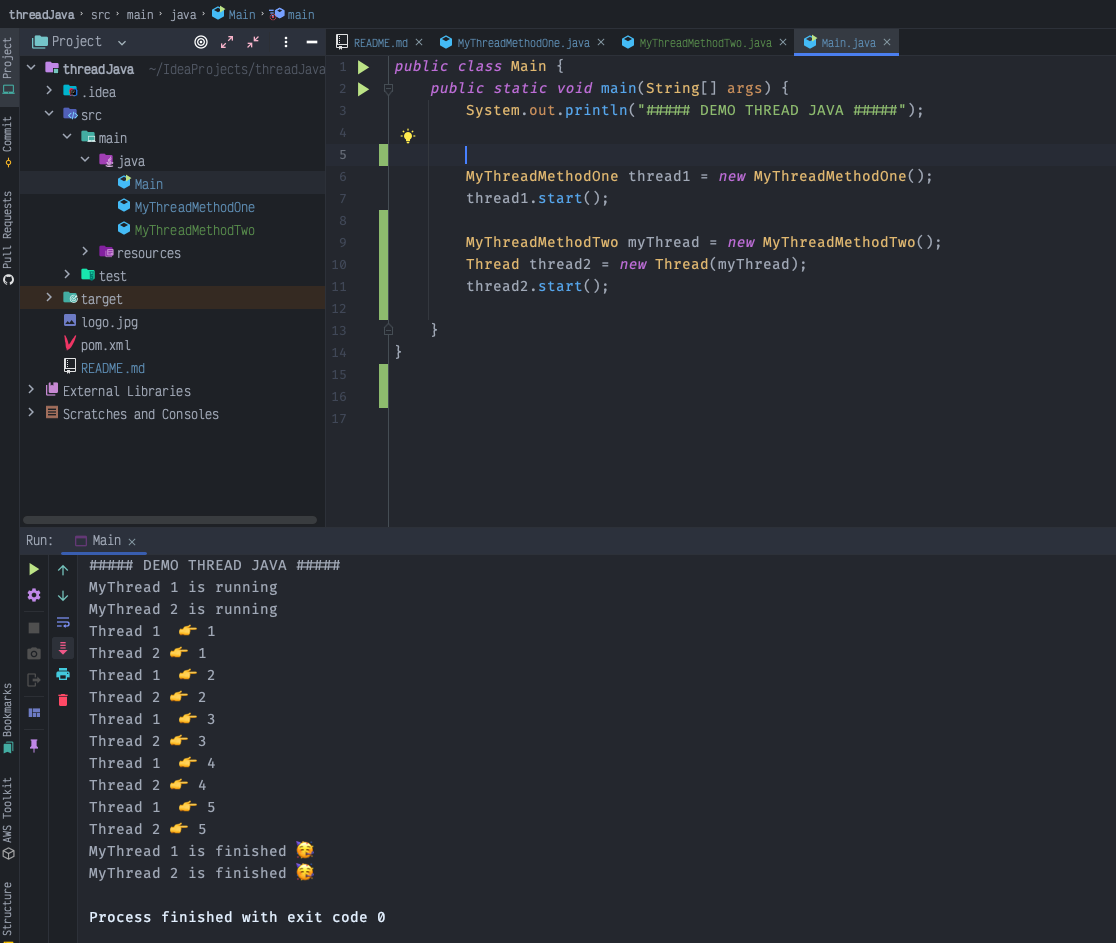 threadJava › src › main › java › Main › main
Project
README.md × MyThreadMethodOne.java × MyThreadMethodTwo.java × Main.java ×
Project
Commit
Pull Requests
threadJava ~/IdeaProjects/threadJava
.idea
src
main
java
Main
MyThreadMethodOne
MyThreadMethodTwo
resources
test
target
logo.jpg
pom.xml
README.md
External Libraries
Scratches and Consoles
1 public class Main {
2 public static void main(String[] args) {
3 System.out.println("##### DEMO THREAD JAVA #####");
4
5
6 MyThreadMethodOne thread1 = new MyThreadMethodOne();
7 thread1.start();
8
9 MyThreadMethodTwo myThread = new MyThreadMethodTwo();
10 Thread thread2 = new Thread(myThread);
11 thread2.start();
12
13 }
14 }
15
16
17
Run: Main ×
##### DEMO THREAD JAVA #####
MyThread 1 is running
MyThread 2 is running
Thread 1 👉 1
Thread 2 👉 1
Thread 1 👉 2
Thread 2 👉 2
Thread 1 👉 3
Thread 2 👉 3
Thread 1 👉 4
Thread 2 👉 4
Thread 1 👉 5
Thread 2 👉 5
MyThread 1 is finished 🥳
MyThread 2 is finished 🥳
Process finished with exit code 0
Bookmarks
AWS Toolkit
Structure